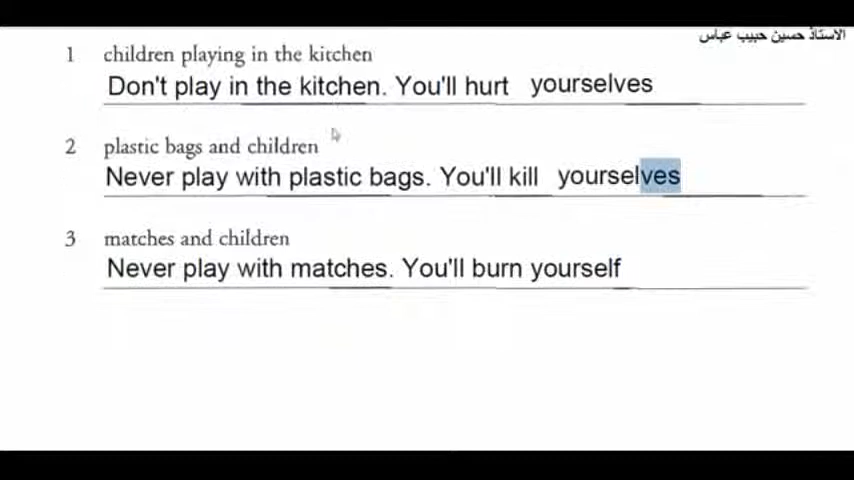 الاستاذ حسين حبيب عباس
1 children playing in the kitchen
Don't play in the kitchen. You'll hurt yourselves
2 plastic bags and children
Never play with plastic bags. You'll kill yourselves
3 matches and children
Never play with matches. You'll burn yourself